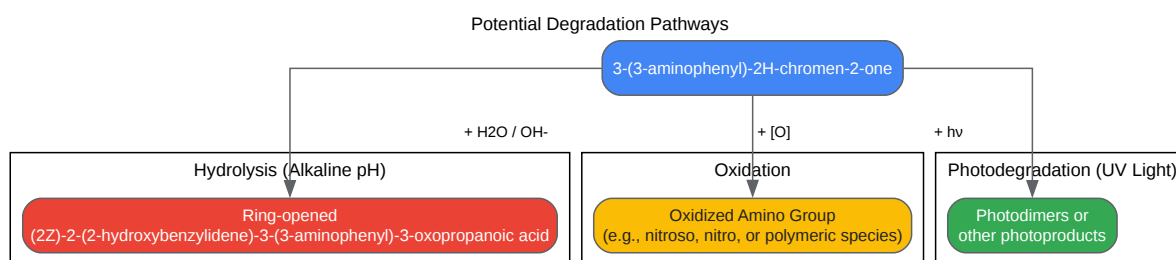 Potential Degradation Pathways
3-(3-aminophenyl)-2H-chromen-2-one
+ H2O / OH-
+ [O]
+ hν
Hydrolysis (Alkaline pH)
Oxidation
Photodegradation (UV Light)
Ring-opened
(2Z)-2-(2-hydroxybenzylidene)-3-(3-aminophenyl)-3-oxopropanoic acid
Oxidized Amino Group
(e.g., nitroso, nitro, or polymeric species)
Photodimers or
other photoproducts